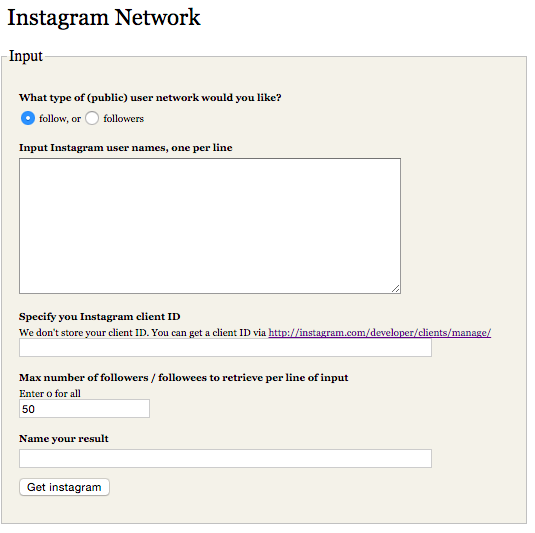 Instagram Network
Input
What type of (public) user network would you like?
follow, or followers
Input Instagram user names, one per line
Specify you Instagram client ID
We don't store your client ID. You can get a client ID via http://instagram.com/developer/clients/manage/
Max number of followers / followees to retrieve per line of input
Enter 0 for all
50
Name your result
Get instagram